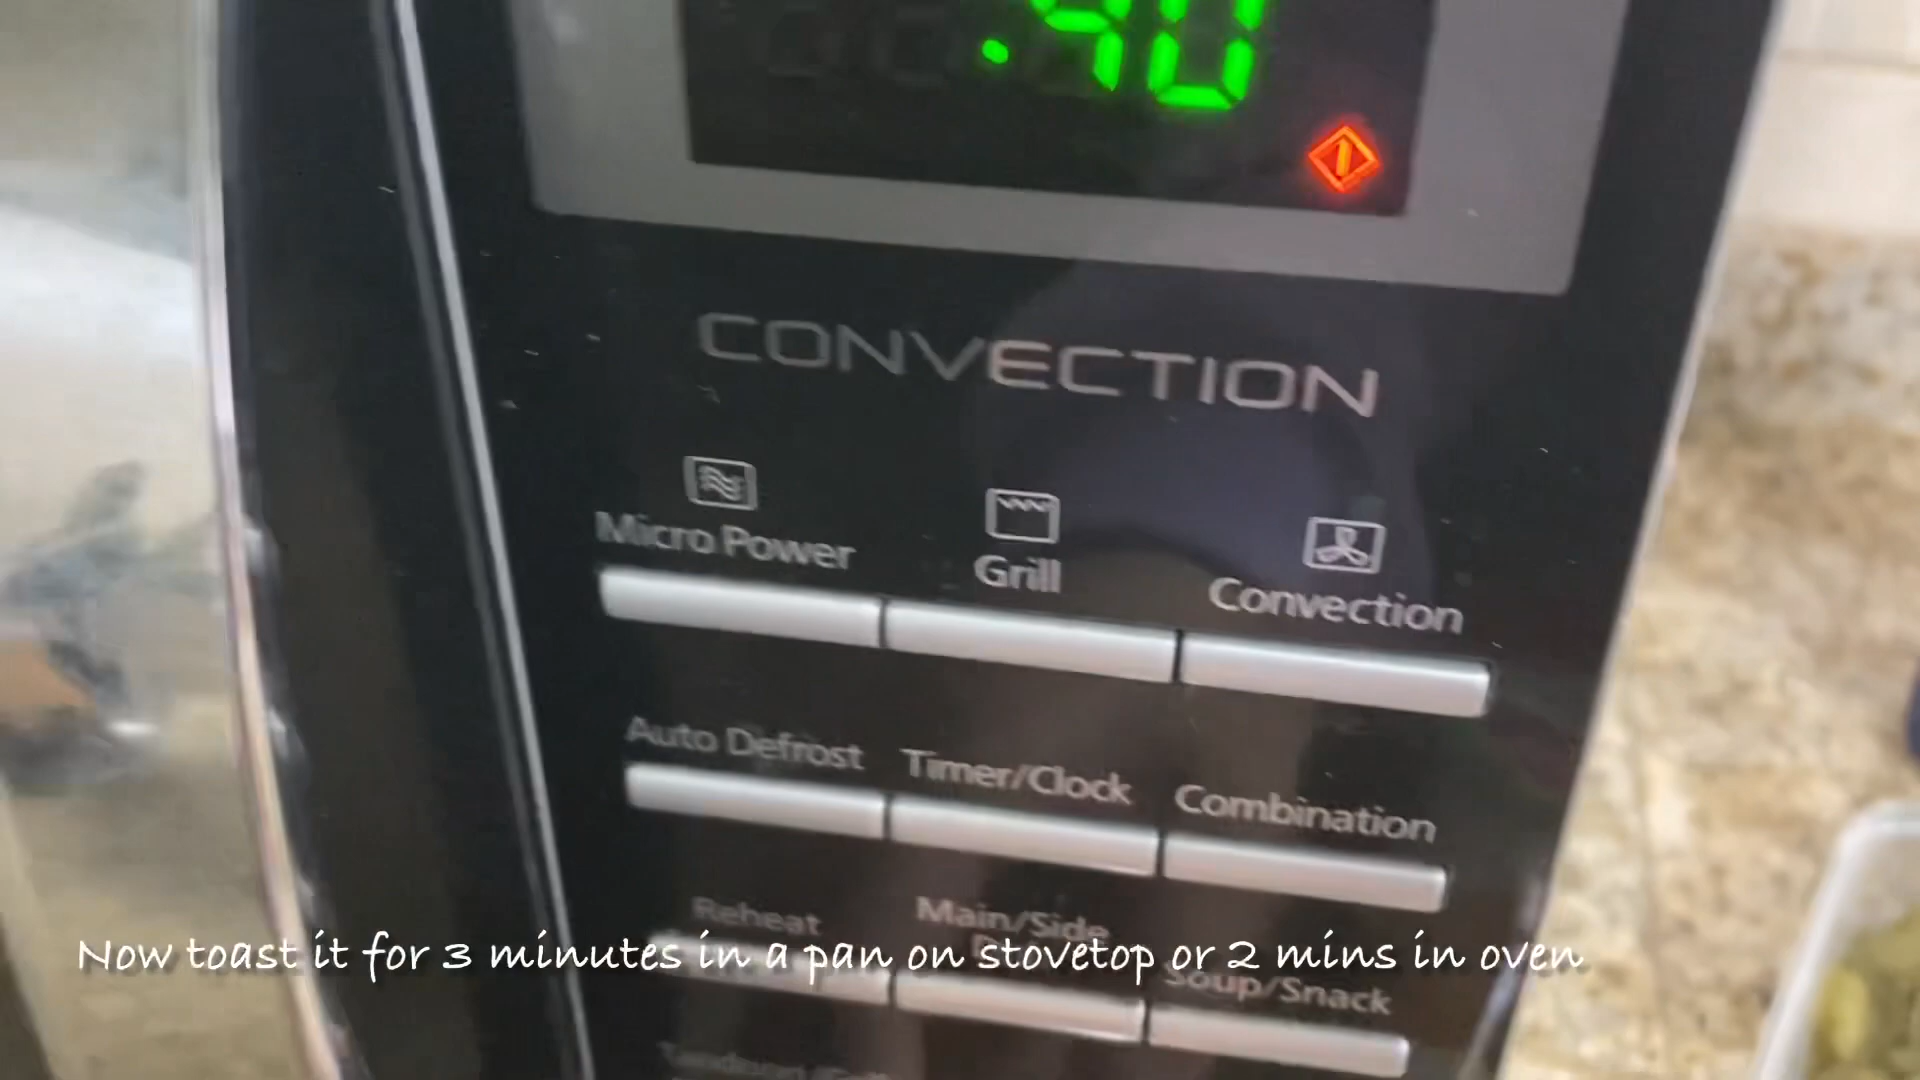 CONVECTION
Micro Power Grill Convection
Auto Defrost Timer/Clock Combination
Reheat Main/Side Soup/Snack
Now toast it for 3 minutes in a pan on stovetop or 2 mins in oven